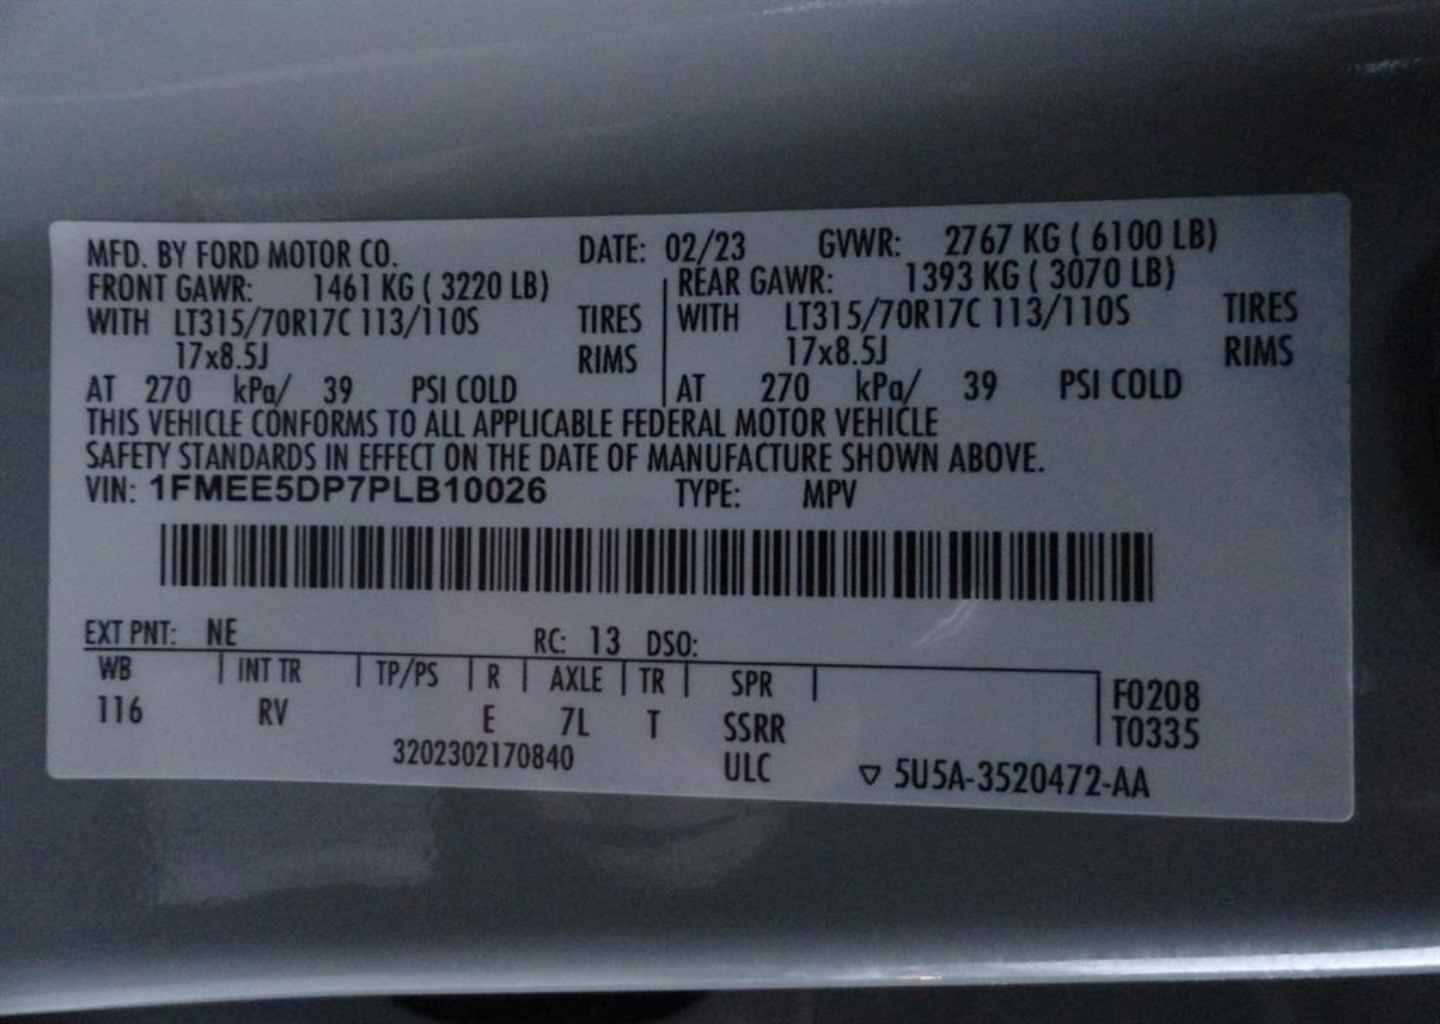 MFD. BY FORD MOTOR CO. DATE: 02/23 GVWR: 2767 KG ( 6100 LB)
FRONT GAWR: 1461 KG ( 3220 LB) REAR GAWR: 1393 KG ( 3070 LB)
WITH LT315/70R17C 113/110S TIRES WITH LT315/70R17C 113/110S TIRES
17x8.5J RIMS 17x8.5J RIMS
AT 270 kPa/ 39 PSI COLD AT 270 kPa/ 39 PSI COLD
THIS VEHICLE CONFORMS TO ALL APPLICABLE FEDERAL MOTOR VEHICLE
SAFETY STANDARDS IN EFFECT ON THE DATE OF MANUFACTURE SHOWN ABOVE.
VIN: 1FMEE5DP7PLB10026 TYPE: MPV
EXT PNT: NE RC: 13 DSO:
WB INT TR TP/PS R AXLE TR SPR
116 RV E 7L T SSRR
F0208
T0335
3202302170840 ULC ▽ 5U5A-3520472-AA